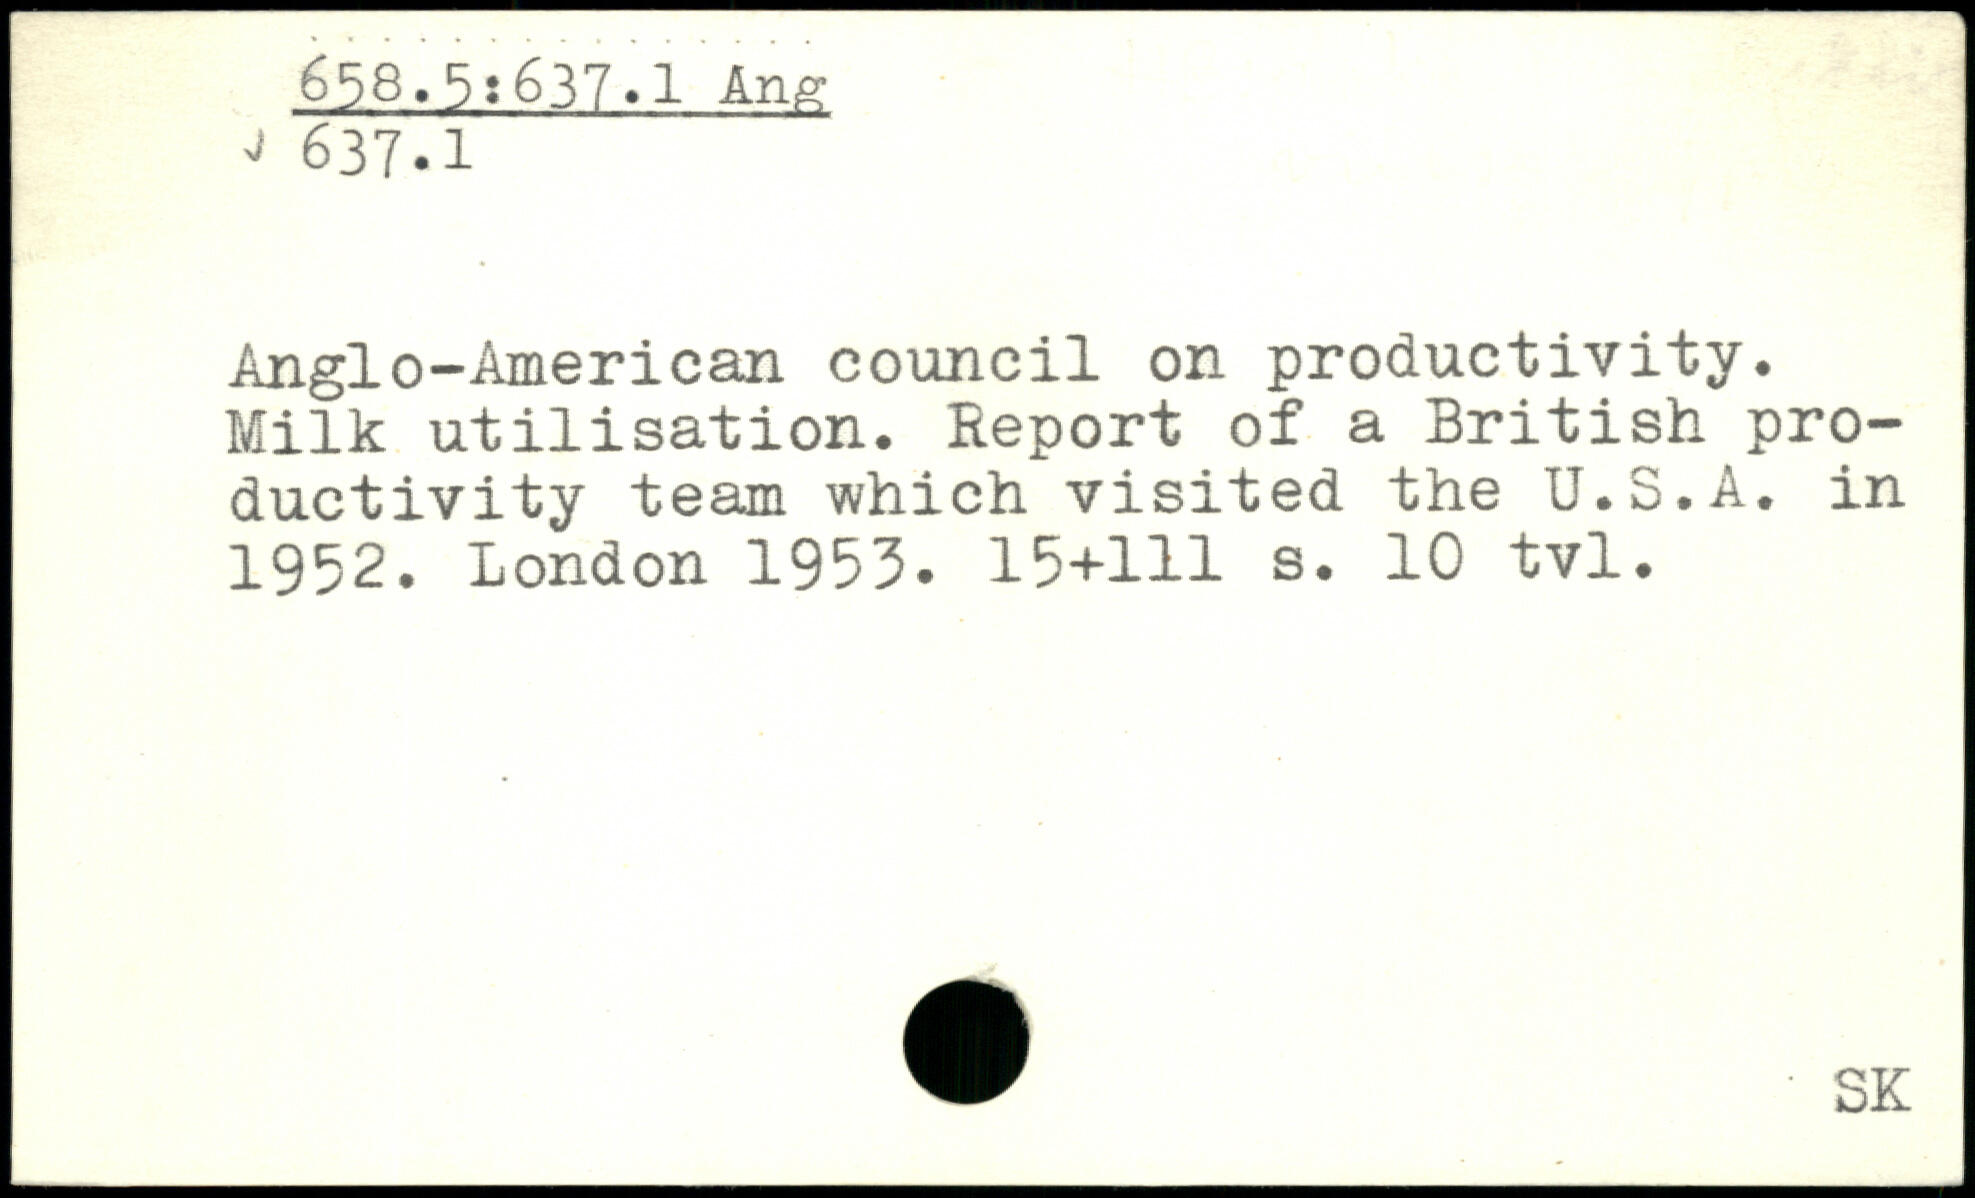 658.5:637.1 Ang
637.1
Anglo-American council on productivity.
Milk utilisation. Report of a British pro-
ductivity team which visited the U.S.A. in
1952. London 1953. 15+111 s. 10 tvl.
SK